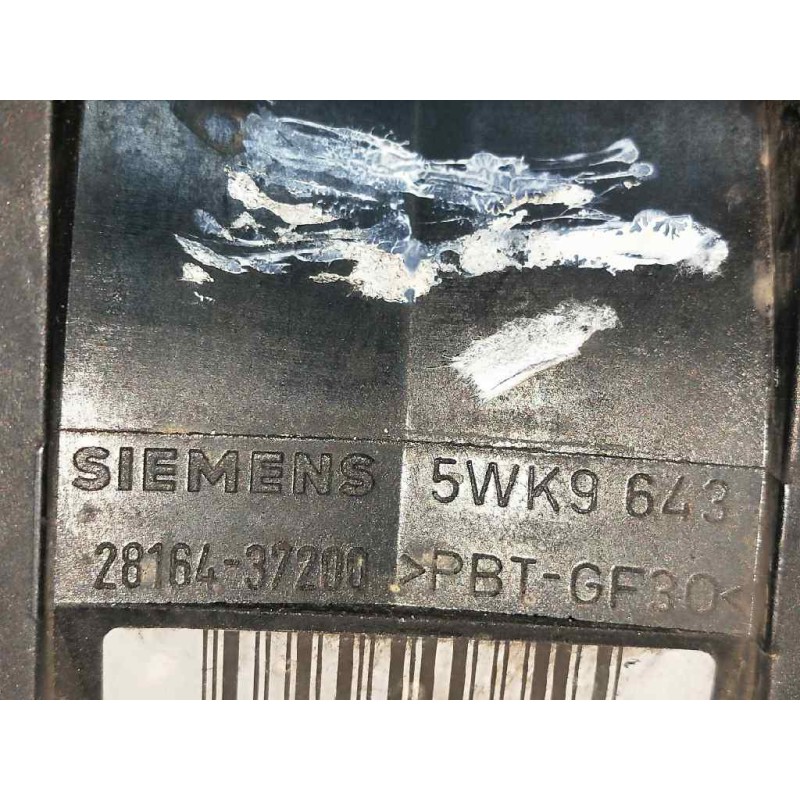 SIEMENS 5WK9 643
28164-37200 >PBT-GF30<